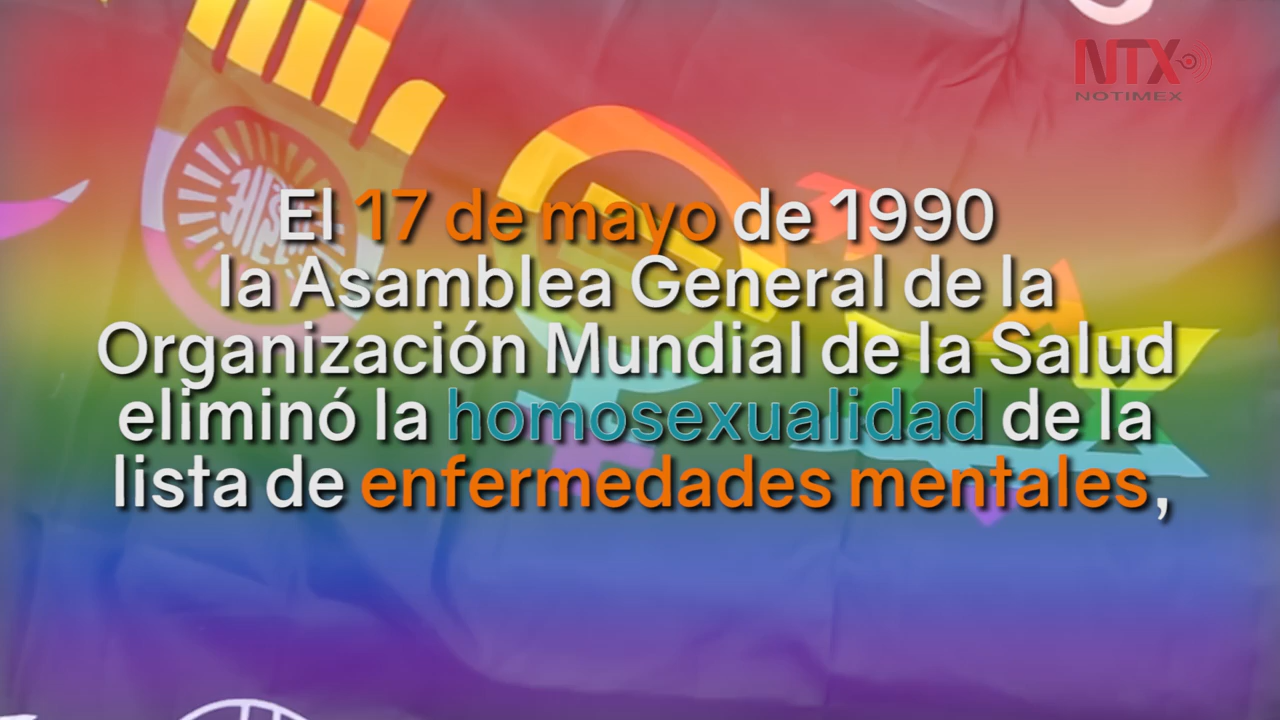 NTX
NOTIMEX
El 17 de mayo de 1990
la Asamblea General de la
Organización Mundial de la Salud
eliminó la homosexualidad de la
lista de enfermedades mentales,